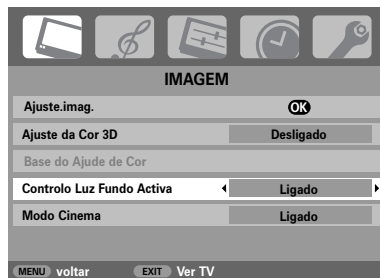 IMAGEM
Ajuste.imag. OK
Ajuste da Cor 3D Desligado
Base do Ajude de Cor
Controlo Luz Fundo Activa Ligado
Modo Cinema Ligado
MENU voltar EXIT Ver TV